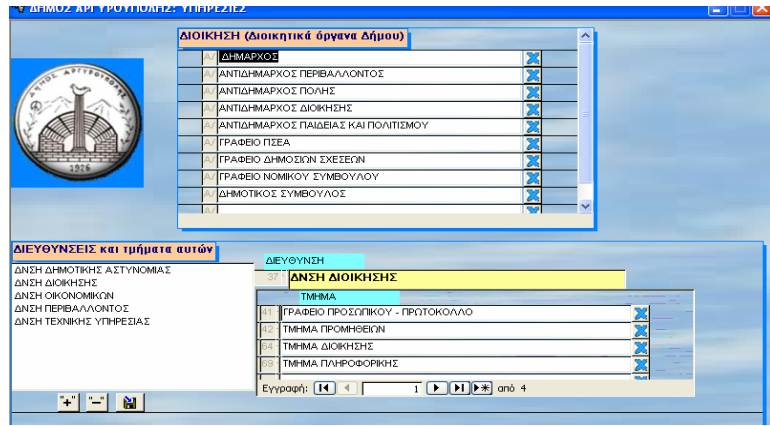 ΔΗΜΟΣ ΑΡΓΥΡΟΥΠΟΛΗΣ: ΥΠΗΡΕΣΙΕΣ
ΔΙΟΙΚΗΣΗ (Διοικητικά όργανα Δήμου)
Α/ ΔΗΜΑΡΧΟΣ
Α/ ΑΝΤΙΔΗΜΑΡΧΟΣ ΠΕΡΙΒΑΛΛΟΝΤΟΣ
Α/ ΑΝΤΙΔΗΜΑΡΧΟΣ ΠΟΛΗΣ
Α/ ΑΝΤΙΔΗΜΑΡΧΟΣ ΔΙΟΙΚΗΣΗΣ
Α/ ΑΝΤΙΔΗΜΑΡΧΟΣ ΠΑΙΔΕΙΑΣ ΚΑΙ ΠΟΛΙΤΙΣΜΟΥ
Α/ ΓΡΑΦΕΙΟ ΠΣΕΑ
Α/ ΓΡΑΦΕΙΟ ΔΗΜΟΣΙΩΝ ΣΧΕΣΕΩΝ
Α/ ΓΡΑΦΕΙΟ ΝΟΜΙΚΟΥ ΣΥΜΒΟΥΛΟΥ
Α/ ΔΗΜΟΤΙΚΟΣ ΣΥΜΒΟΥΛΟΣ
Α/
ΔΗΜΟΣ ΑΡΓΥΡΟΥΠΟΛΕΩΣ
1926
ΔΙΕΥΘΥΝΣΕΙΣ και τμήματα αυτών
ΔΝΣΗ ΔΗΜΟΤΙΚΗΣ ΑΣΤΥΝΟΜΙΑΣ
ΔΝΣΗ ΔΙΟΙΚΗΣΗΣ
ΔΝΣΗ ΟΙΚΟΝΟΜΙΚΩΝ
ΔΝΣΗ ΠΕΡΙΒΑΛΛΟΝΤΟΣ
ΔΝΣΗ ΤΕΧΝΙΚΗΣ ΥΠΗΡΕΣΙΑΣ
"+" "-"
ΔΙΕΥΘΥΝΣΗ
37 ΔΝΣΗ ΔΙΟΙΚΗΣΗΣ
ΤΜΗΜΑ
41 ΓΡΑΦΕΙΟ ΠΡΟΣΩΠΙΚΟΥ - ΠΡΩΤΟΚΟΛΛΟ
42 ΤΜΗΜΑ ΠΡΟΜΗΘΕΙΩΝ
64 ΤΜΗΜΑ ΔΙΟΙΚΗΣΗΣ
69 ΤΜΗΜΑ ΠΛΗΡΟΦΟΡΙΚΗΣ
Εγγραφή: 1 από 4